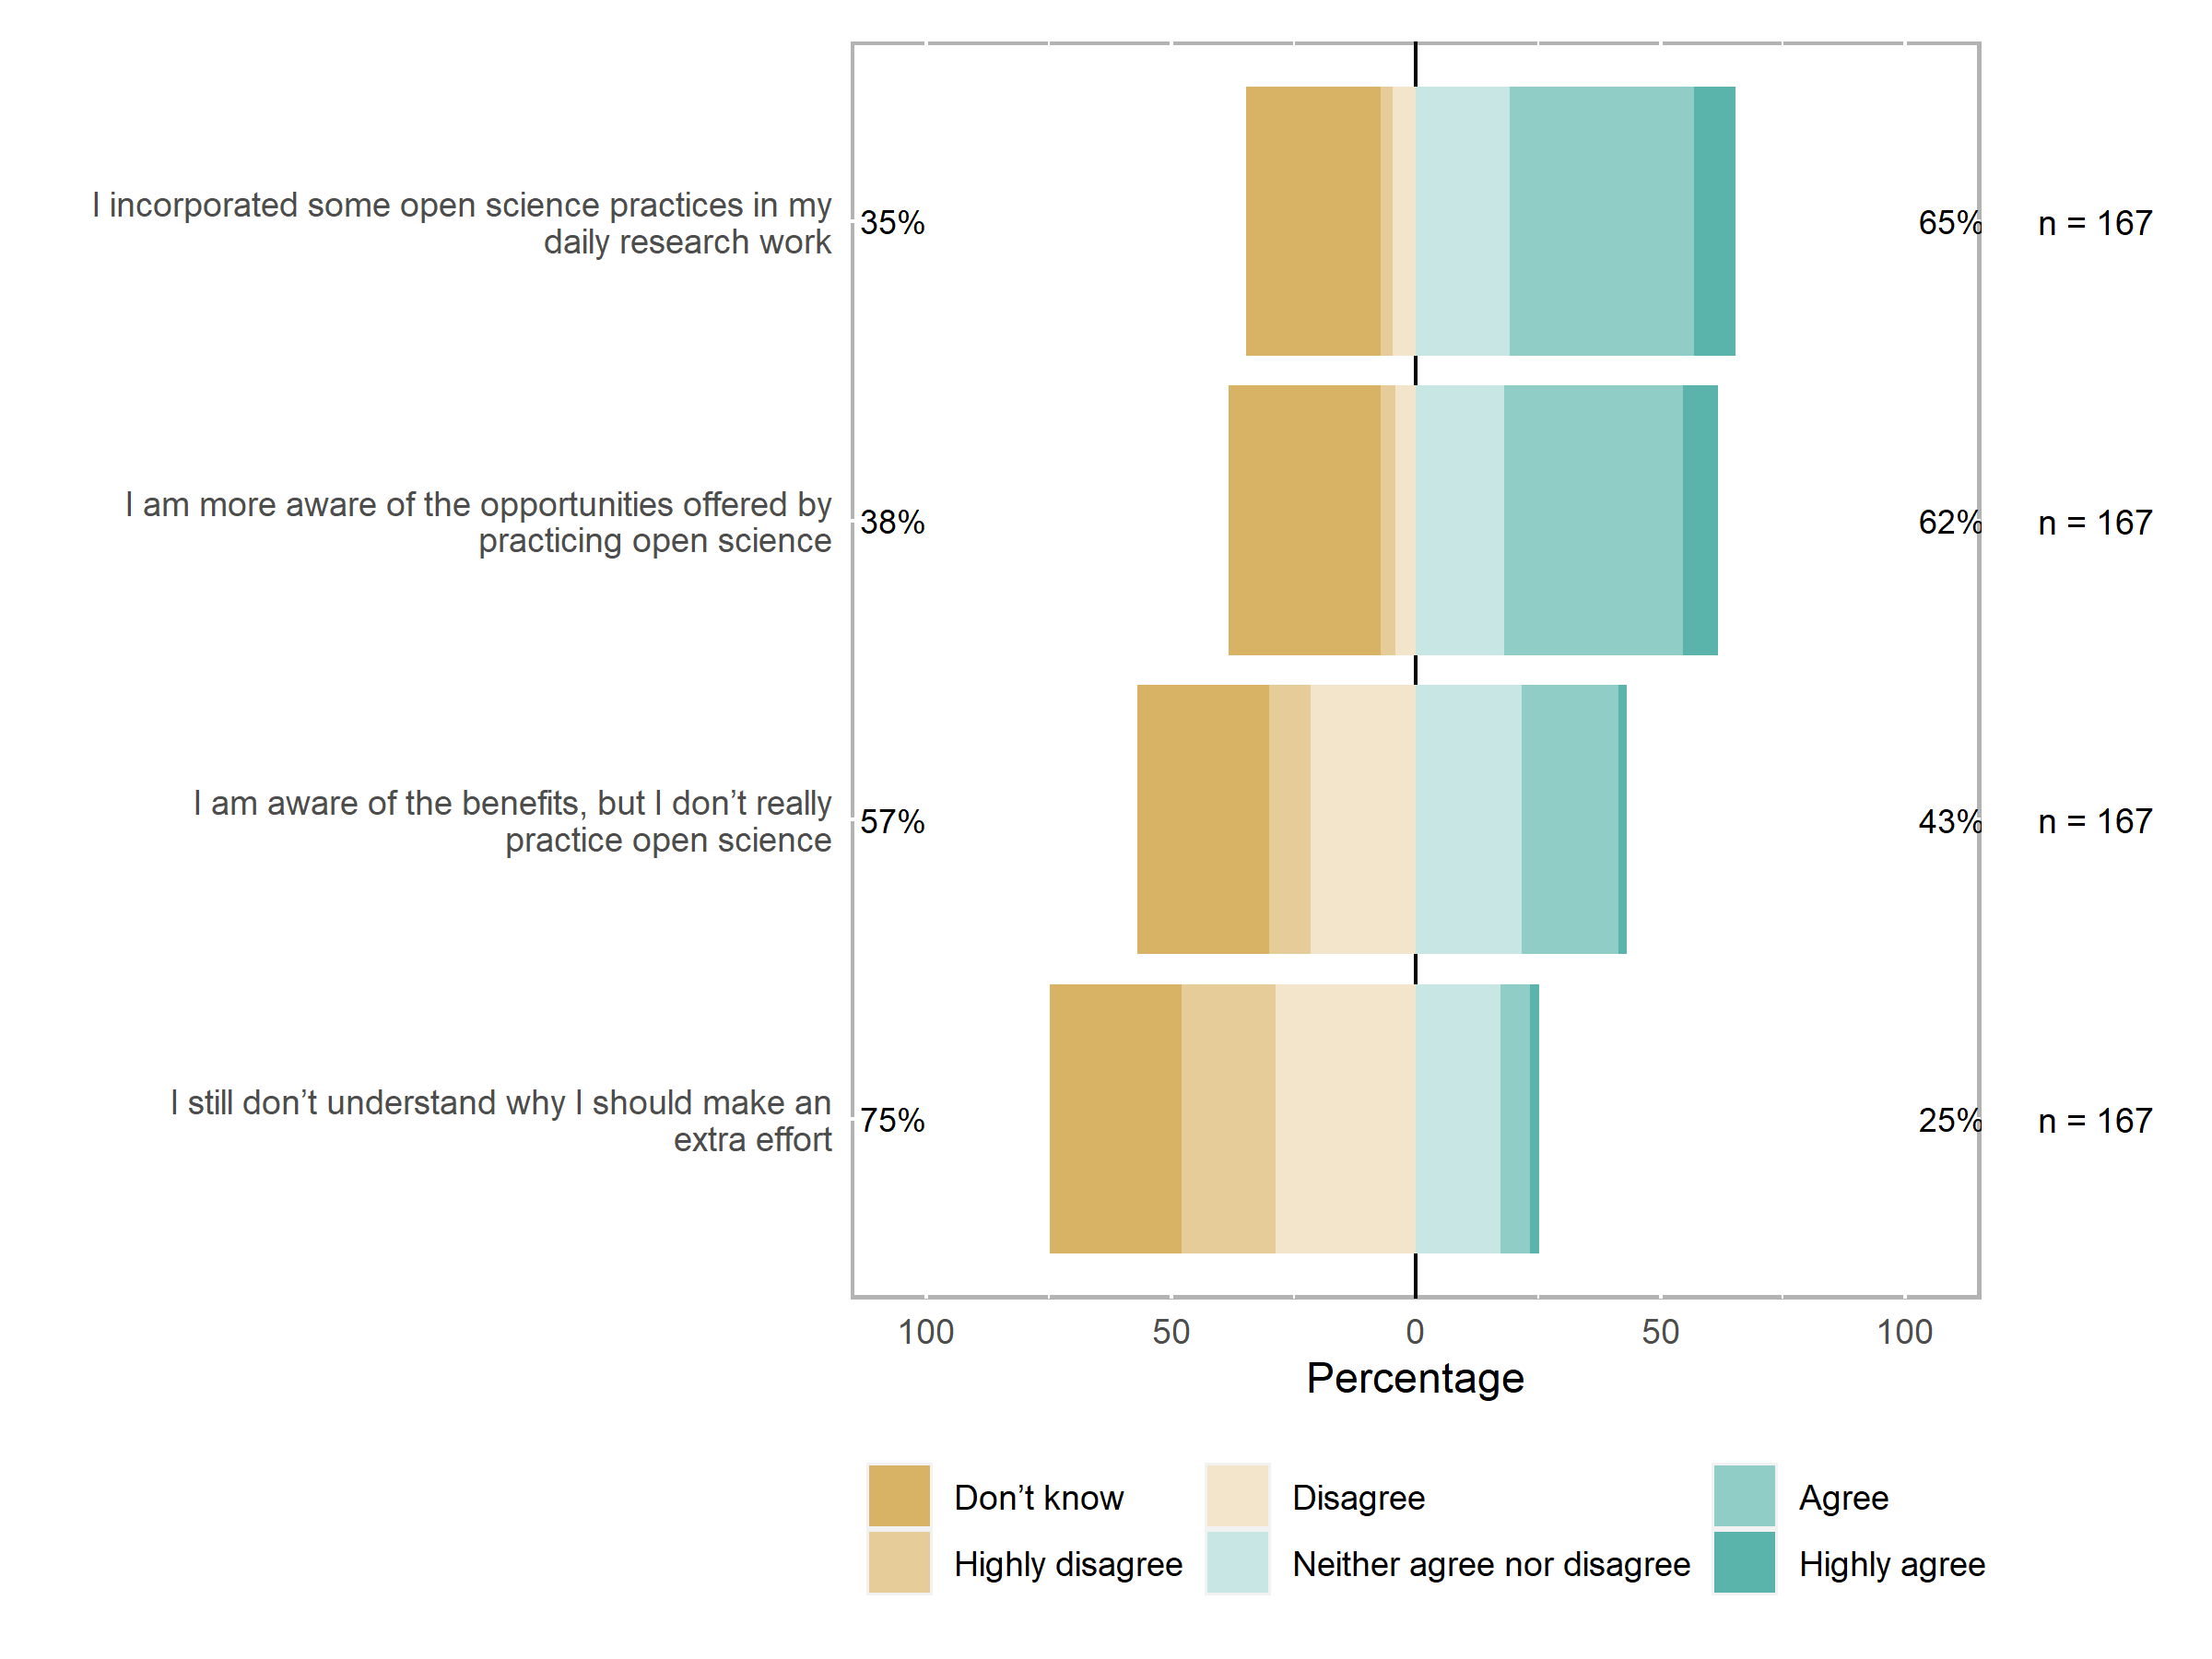 I incorporated some open science practices in my
daily research work
35%
65%
n = 167
I am more aware of the opportunities offered by
practicing open science
38%
62%
n = 167
I am aware of the benefits, but I don’t really
practice open science
57%
43%
n = 167
I still don’t understand why I should make an
extra effort
75%
25%
n = 167
100 50 0 50 100
Percentage
Don’t know Disagree Agree
Highly disagree Neither agree nor disagree Highly agree